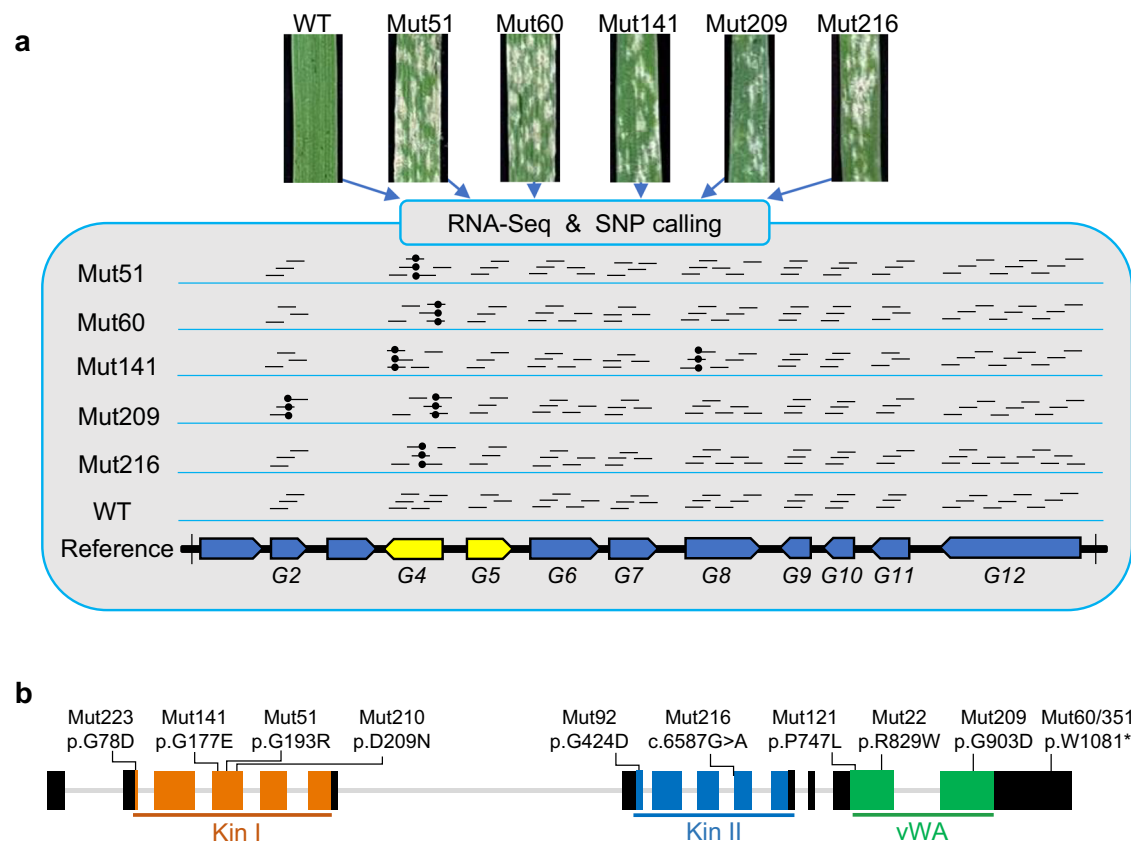 a
WT Mut51 Mut60 Mut141 Mut209 Mut216
RNA-Seq & SNP calling
Mut51
Mut60
Mut141
Mut209
Mut216
WT
Reference
G2 G4 G5 G6 G7 G8 G9 G10 G11 G12
b
Mut223 Mut141 Mut51 Mut210 Mut92 Mut216 Mut121 Mut22 Mut209 Mut60/351
p.G78D p.G177E p.G193R p.D209N p.G424D c.6587G>A p.P747L p.R829W p.G903D p.W1081*
Kin I Kin II vWA